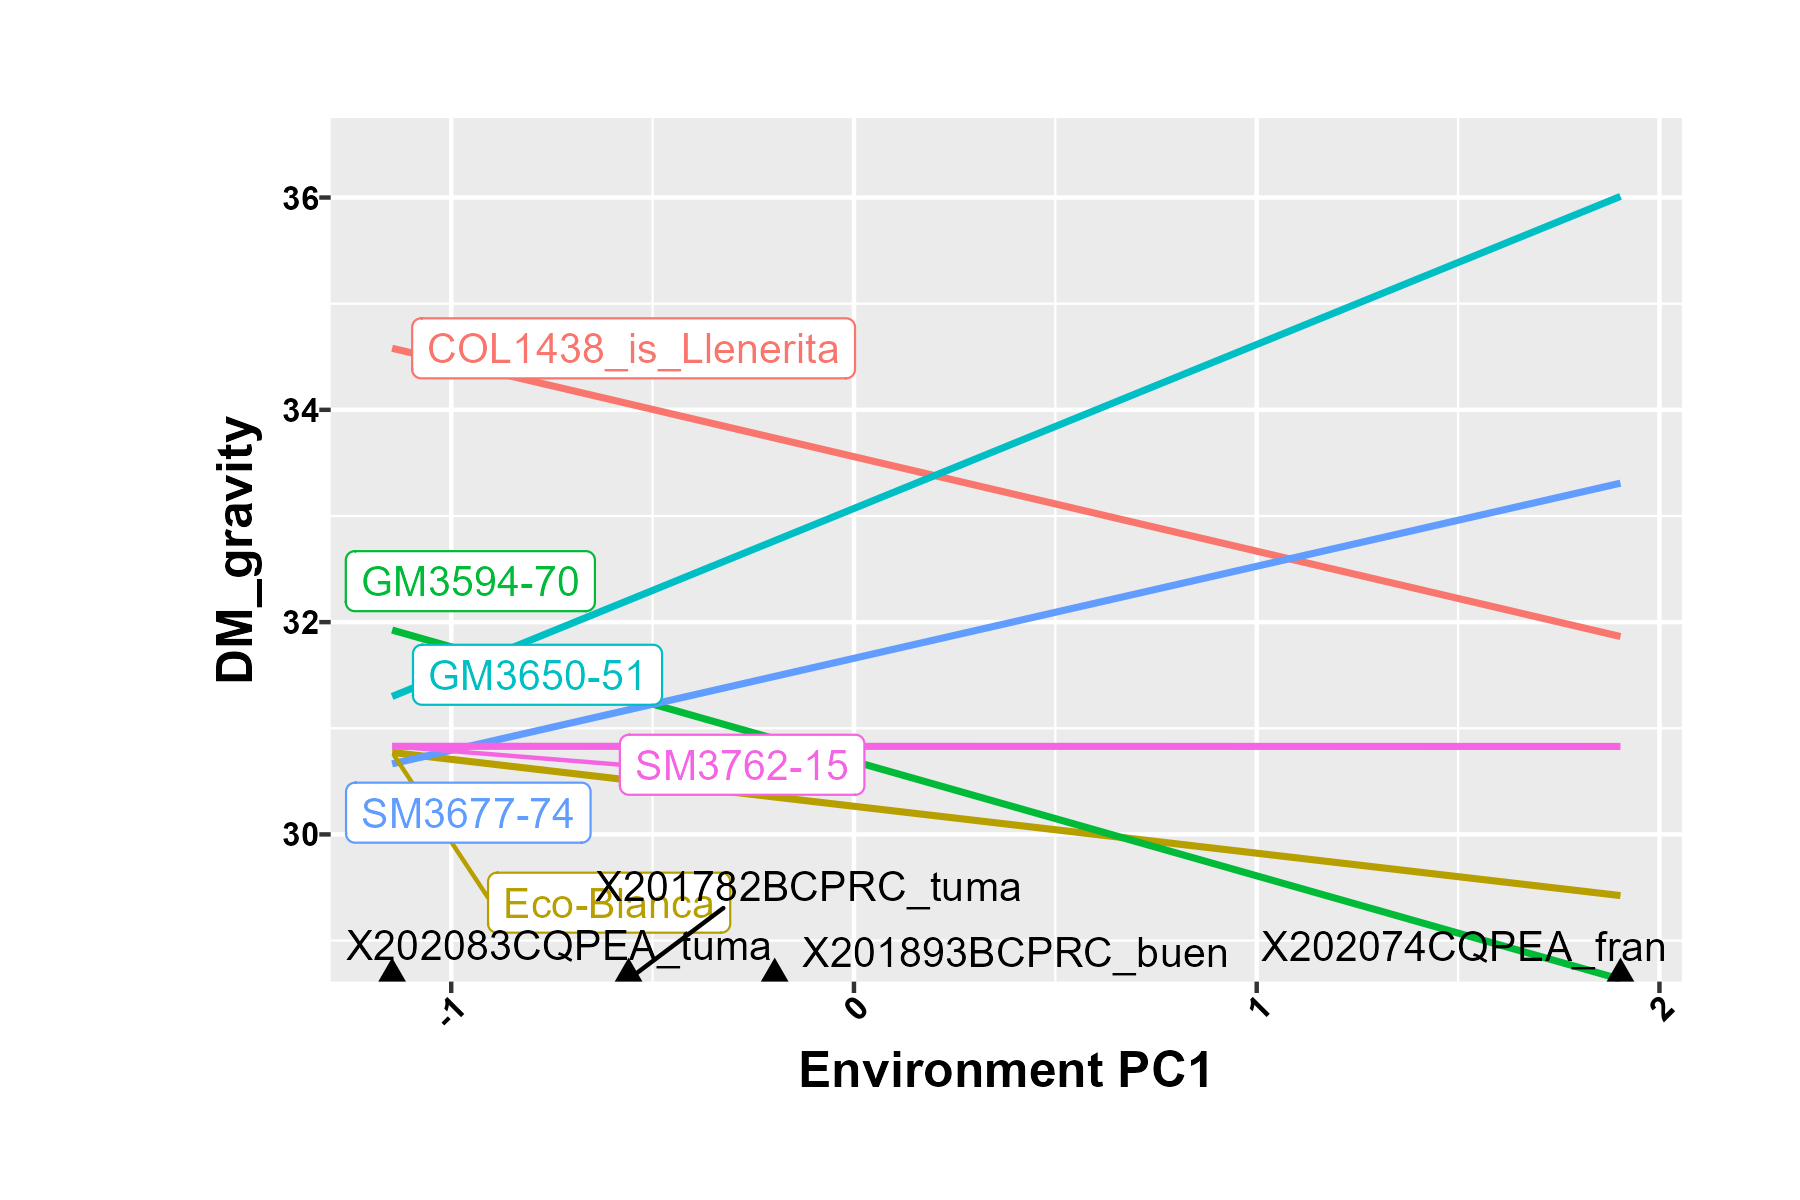 36
34
32
30
DM_gravity
COL1438_is_Llenerita
GM3594-70
GM3650-51
SM3762-15
SM3677-74
Eco-Blanca
X201782BCPRC_tuma
X202083CQPEA_tuma
X201893BCPRC_buen
X202074CQPEA_fran
-1
0
1
2
Environment PC1